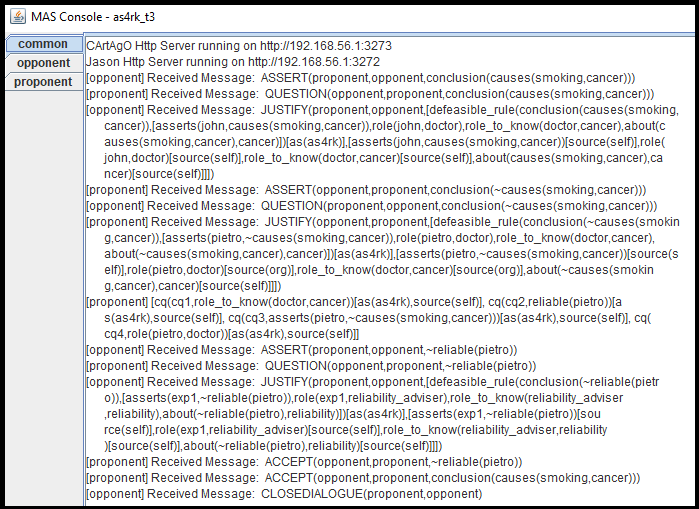 MAS Console - as4rk_t3
common
opponent
proponent
CArtAgO Http Server running on http://192.168.56.1:3273
Jason Http Server running on http://192.168.56.1:3272
[opponent] Received Message:  ASSERT(proponent,opponent,conclusion(causes(smoking,cancer)))
[proponent] Received Message:  QUESTION(opponent,proponent,conclusion(causes(smoking,cancer)))
[opponent] Received Message:  JUSTIFY(proponent,opponent,[defeasible_rule(conclusion(causes(smoking,
cancer)),[asserts(john,causes(smoking,cancer)),role(john,doctor),role_to_know(doctor,cancer),about(c
auses(smoking,cancer),cancer)])[as(as4rk)],[asserts(john,causes(smoking,cancer))[source(self)],role(
john,doctor)[source(self)],role_to_know(doctor,cancer)[source(self)],about(causes(smoking,cancer),ca
ncer)[source(self)]]])
[proponent] Received Message:  ASSERT(opponent,proponent,conclusion(~causes(smoking,cancer)))
[opponent] Received Message:  QUESTION(proponent,opponent,conclusion(~causes(smoking,cancer)))
[proponent] Received Message:  JUSTIFY(opponent,proponent,[defeasible_rule(conclusion(~causes(smokin
g,cancer)),[asserts(pietro,~causes(smoking,cancer)),role(pietro,doctor),role_to_know(doctor,cancer),
about(~causes(smoking,cancer),cancer)])[as(as4rk)],[asserts(pietro,~causes(smoking,cancer))[source(s
elf)],role(pietro,doctor)[source(org)],role_to_know(doctor,cancer)[source(org)],about(~causes(smokin
g,cancer),cancer)[source(self)]]])
[proponent] [cq(cq1,role_to_know(doctor,cancer))[as(as4rk),source(self)], cq(cq2,reliable(pietro))[a
s(as4rk),source(self)], cq(cq3,asserts(pietro,~causes(smoking,cancer)))[as(as4rk),source(self)], cq(
cq4,role(pietro,doctor))[as(as4rk),source(self)]]
[opponent] Received Message:  ASSERT(proponent,opponent,~reliable(pietro))
[proponent] Received Message:  QUESTION(opponent,proponent,~reliable(pietro))
[opponent] Received Message:  JUSTIFY(proponent,opponent,[defeasible_rule(conclusion(~reliable(pietr
o)),[asserts(exp1,~reliable(pietro)),role(exp1,reliability_adviser),role_to_know(reliability_adviser
,reliability),about(~reliable(pietro),reliability)])[as(as4rk)],[asserts(exp1,~reliable(pietro))[sou
rce(self)],role(exp1,reliability_adviser)[source(self)],role_to_know(reliability_adviser,reliability
)[source(self)],about(~reliable(pietro),reliability)[source(self)]]])
[proponent] Received Message:  ACCEPT(opponent,proponent,~reliable(pietro))
[proponent] Received Message:  ACCEPT(opponent,proponent,conclusion(causes(smoking,cancer)))
[opponent] Received Message:  CLOSEDIALOGUE(proponent,opponent)